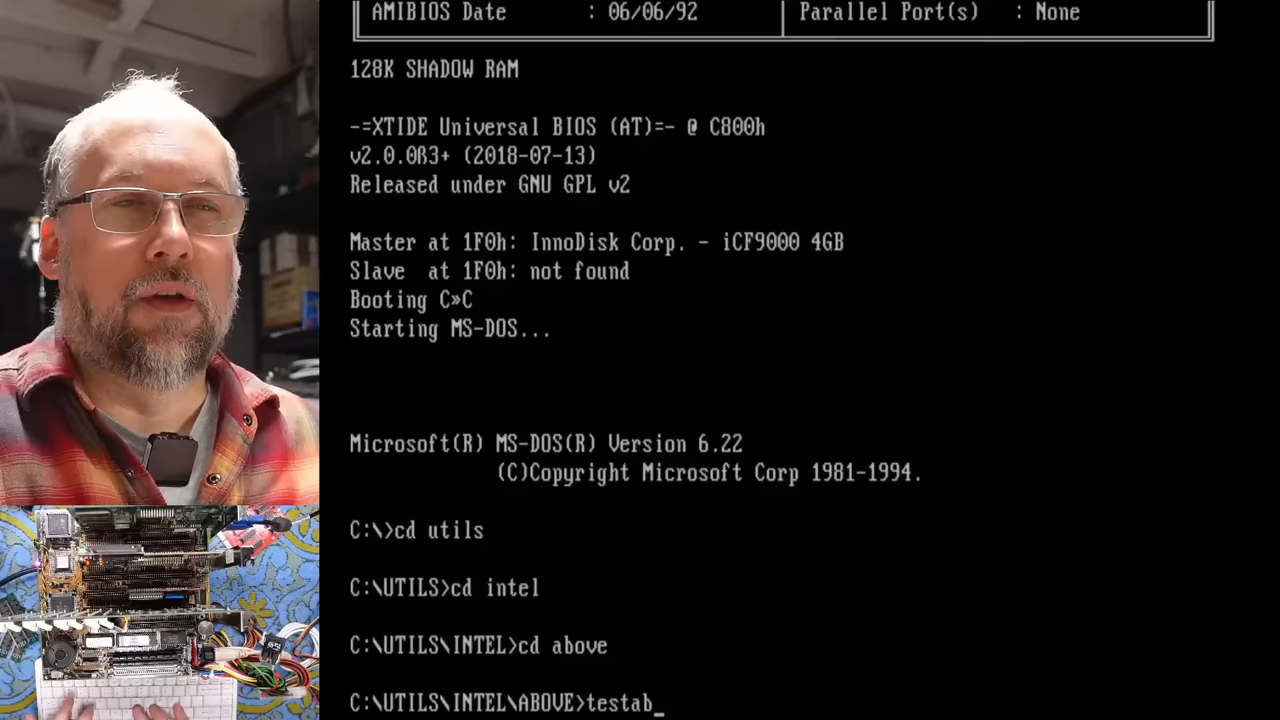 AMIBIOS Date : 06/06/92 Parallel Port(s) : None
128K SHADOW RAM
-=XTIDE Universal BIOS (AT)=- @ C800h
v2.0.0ß3+ (2018-07-13)
Released under GNU GPL v2
Master at 1F0h: InnoDisk Corp. - iCF9000 4GB
Slave at 1F0h: not found
Booting C»C
Starting MS-DOS...
Microsoft(R) MS-DOS(R) Version 6.22
(C)Copyright Microsoft Corp 1981-1994.
C:\>cd utils
C:\UTILS>cd intel
C:\UTILS\INTEL>cd above
C:\UTILS\INTEL\ABOVE>testab_